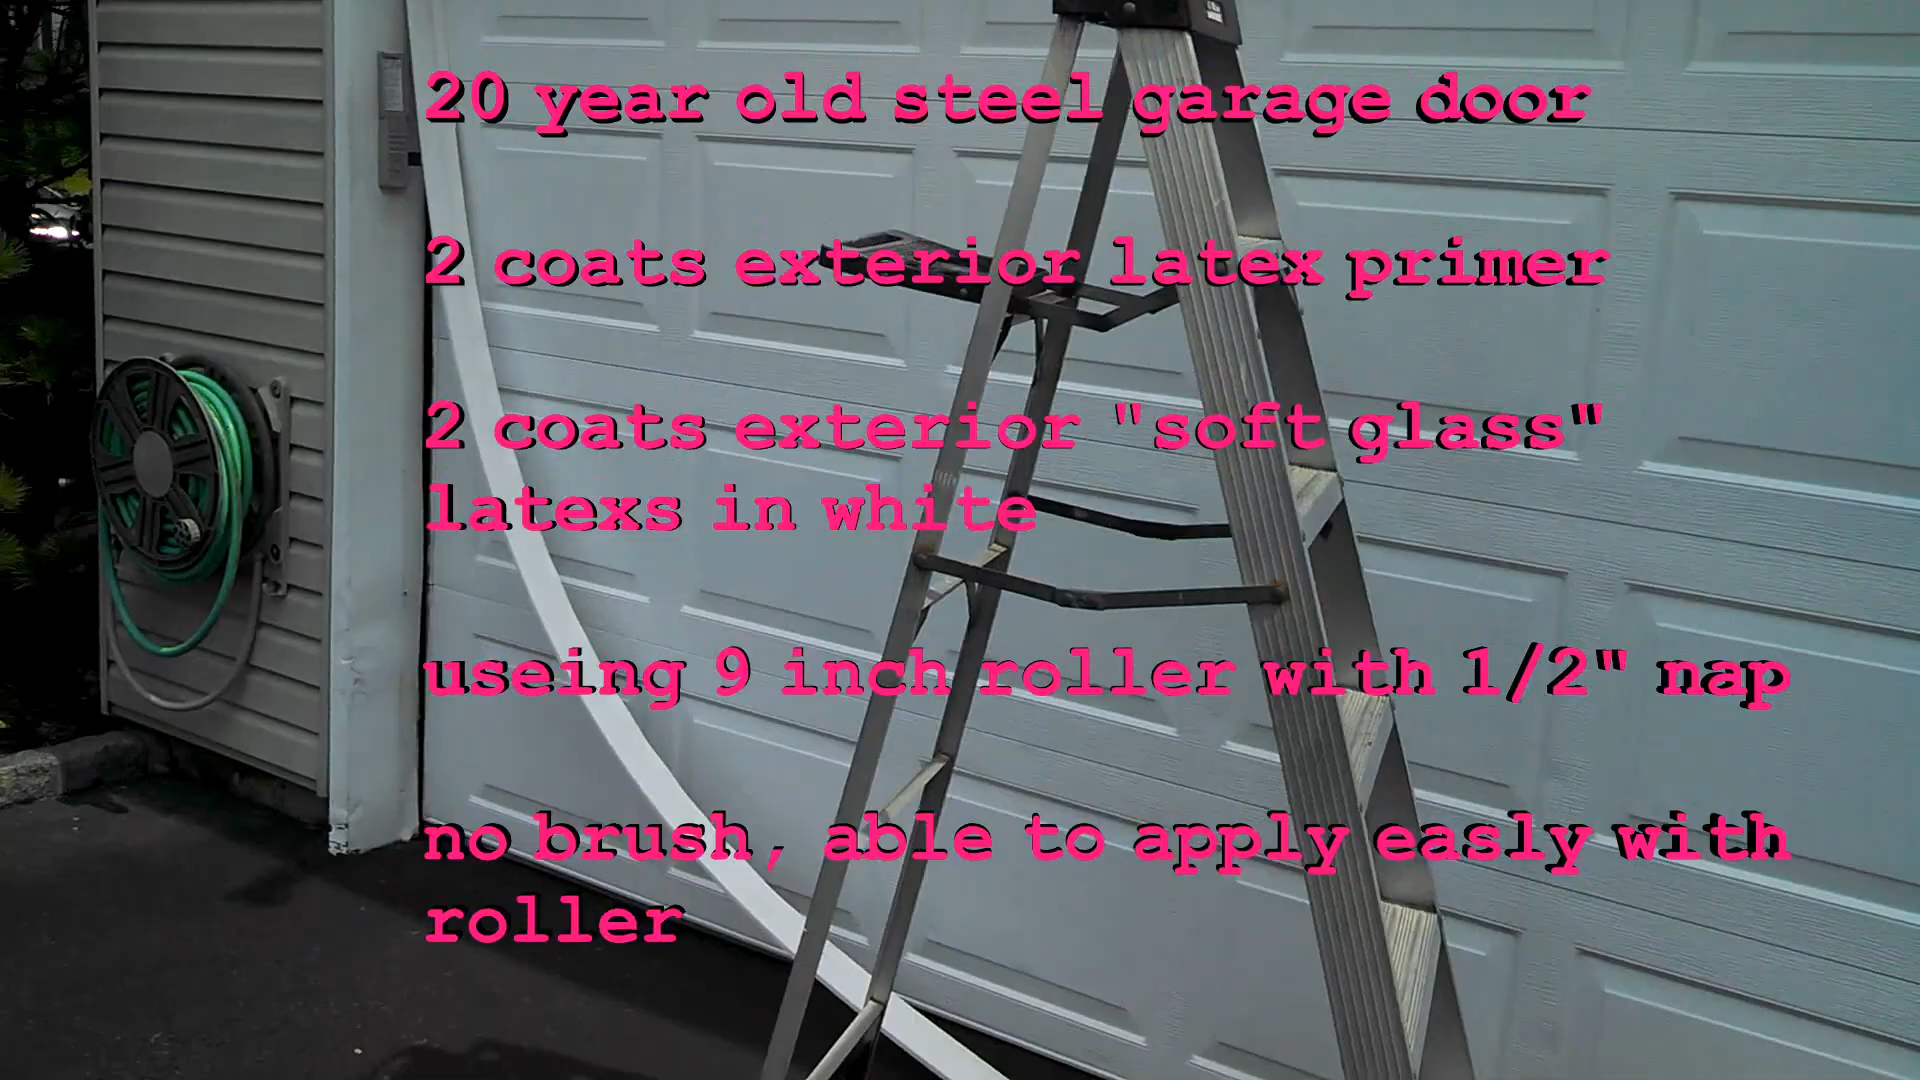 20 year old steel garage door
2 coats exterior latex primer
2 coats exterior "soft glass"
latexs in white
useing 9 inch roller with 1/2" nap
no brush, able to apply easly with
roller